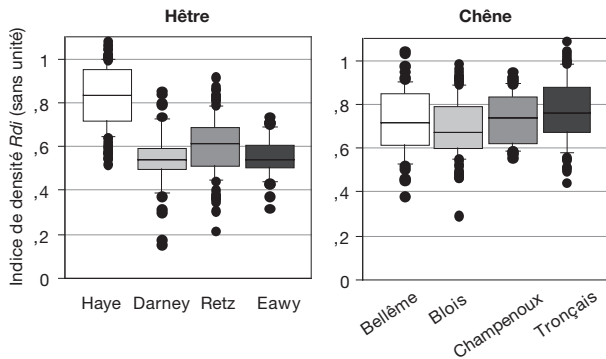 Hêtre
Indice de densité Rdi (sans unité)
1
,8
,6
,4
,2
0
Haye Darney Retz Eawy
Chêne
1
,8
,6
,4
,2
0
Bellême Blois Champenoux Tronçais